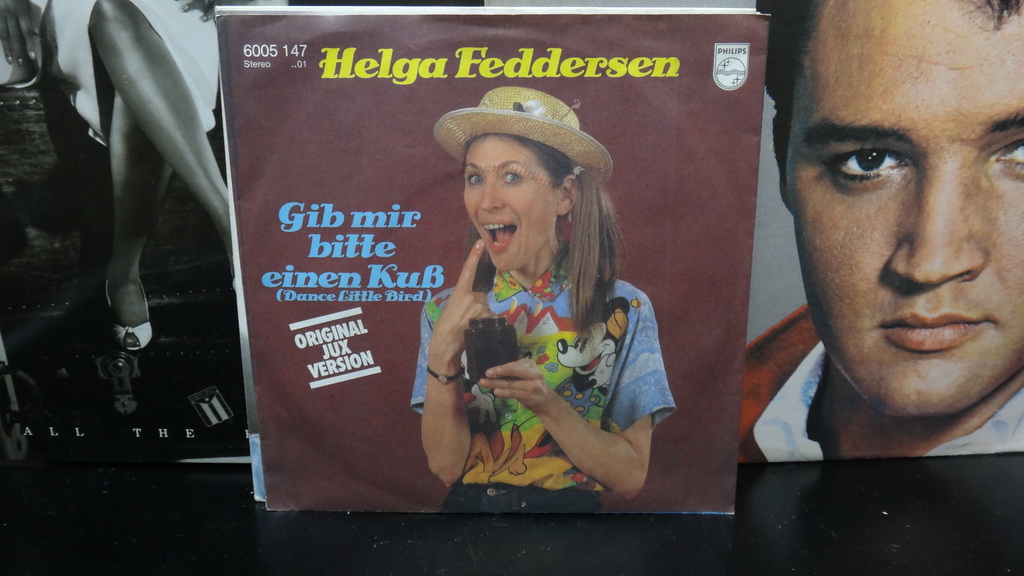 6005 147
Stereo ..01
Helga Feddersen
PHILIPS
Gib mir
bitte
einen Kuß
(Dance Little Bird)
ORIGINAL
JUX
VERSION
ALL THE